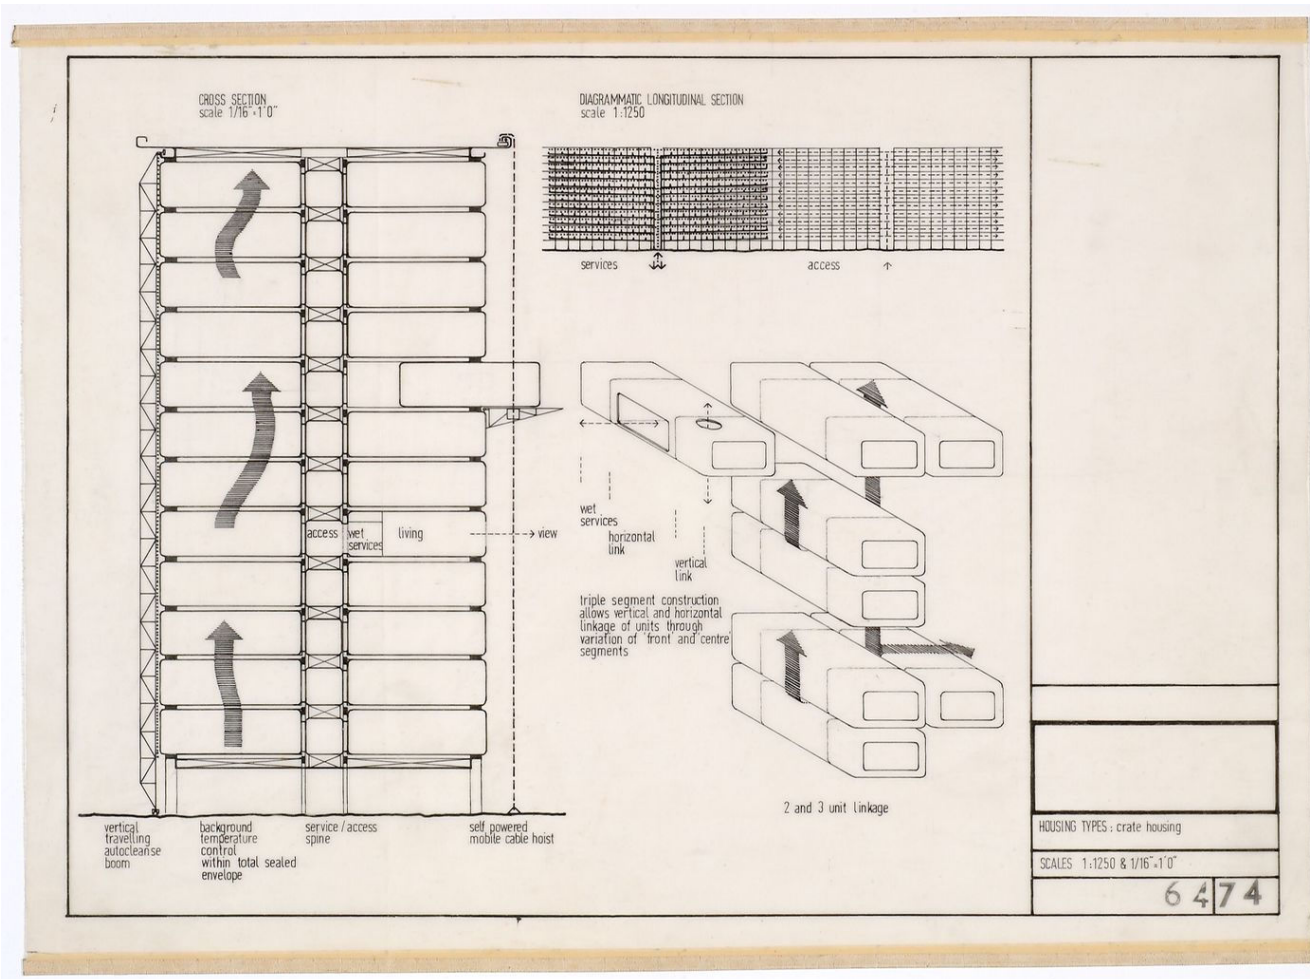 CROSS SECTION
scale 1/16"=1'0"
DIAGRAMMATIC LONGITUDINAL SECTION
scale 1:1250
services
access
access
wet
services
living
view
wet
services
horizontal
link
vertical
link
triple segment construction
allows vertical and horizontal
linkage of units through
variation of 'front' and 'centre'
segments
2 and 3 unit linkage
vertical
travelling
autocleanse
boom
background
temperature
control
within total sealed
envelope
service / access
spine
self powered
mobile cable hoist
HOUSING TYPES: crate housing
SCALES 1:1250 & 1/16"=1'0"
64 74